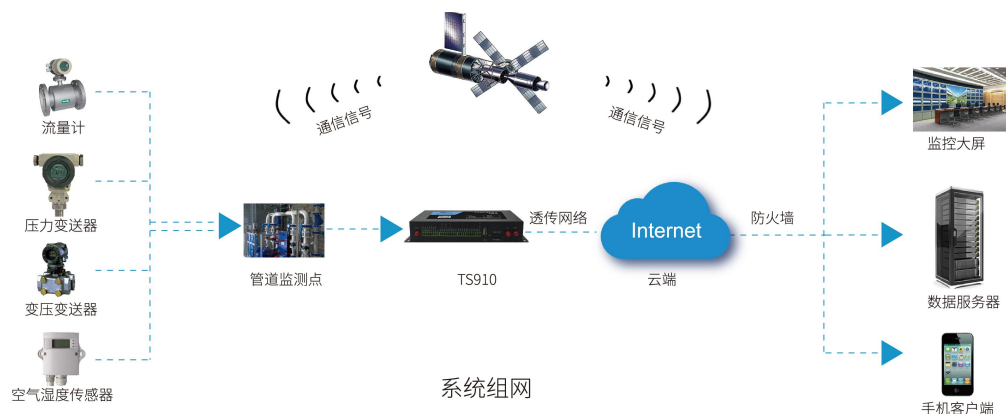 通信信号
通信信号
流量计
监控大屏
压力变送器
透传网络
Internet
防火墙
管道监测点
TS910
云端
变压变送器
数据服务器
空气湿度传感器
系统组网
手机客户端